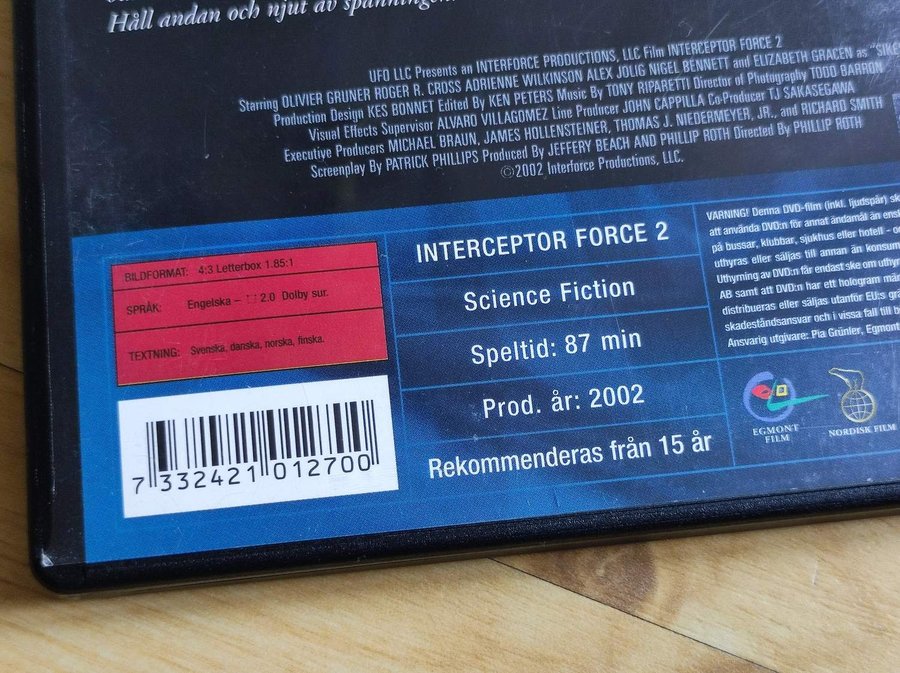 Håll andan och njut av spänningen.
UFO LLC Presents an INTERFORCE PRODUCTIONS, LLC Film INTERCEPTOR FORCE 2
Starring OLIVIER GRUNER ROGER R. CROSS ADRIENNE WILKINSON ALEX JOLIG NIGEL BENNETT and ELIZABETH GRACEN as
Production Design KES BONNET Edited By KEN PETERS Music By TONY RIPARETTI Director of Photography TODD BARRON
Visual Effects Supervisor ALVARO VILLAGOMEZ Line Producer JOHN CAPPILLA Co-Producer TJ SAKASEGAWA
Executive Producers MICHAEL BRAUN, JAMES HOLLENSTEINER, THOMAS J. NIEDERMEYER, JR., and RICHARD SMITH
Screenplay By PATRICK PHILLIPS Produced By JEFFERY BEACH AND PHILLIP ROTH Directed By PHILLIP ROTH
©2002 Interforce Productions, LLC.
BILDFORMAT: 4:3 Letterbox 1.85:1
SPRÅK: Engelska – 2.0 Dolby sur.
TEXTNING: Svenska, danska, norska, finska.
7 332421 012700
INTERCEPTOR FORCE 2
Science Fiction
Speltid: 87 min
Prod. år: 2002
Rekommenderas från 15 år
VARNING! Denna DVD-film (inkl. ljudspår)
att använda DVD:n för annat ändamål än
på bussar, klubbar, sjukhus eller hotell -
uthyras eller säljas till annan än
Uthyrning av DVD:n får endast ske om
AB samt att DVD:n har ett hologram
distribueras eller säljas utanför EU:s
skadeståndsansvar och i vissa fall till
Ansvarig utgivare: Pia Grünler, Egmont
EGMONT
FILM
NORDISK FILM